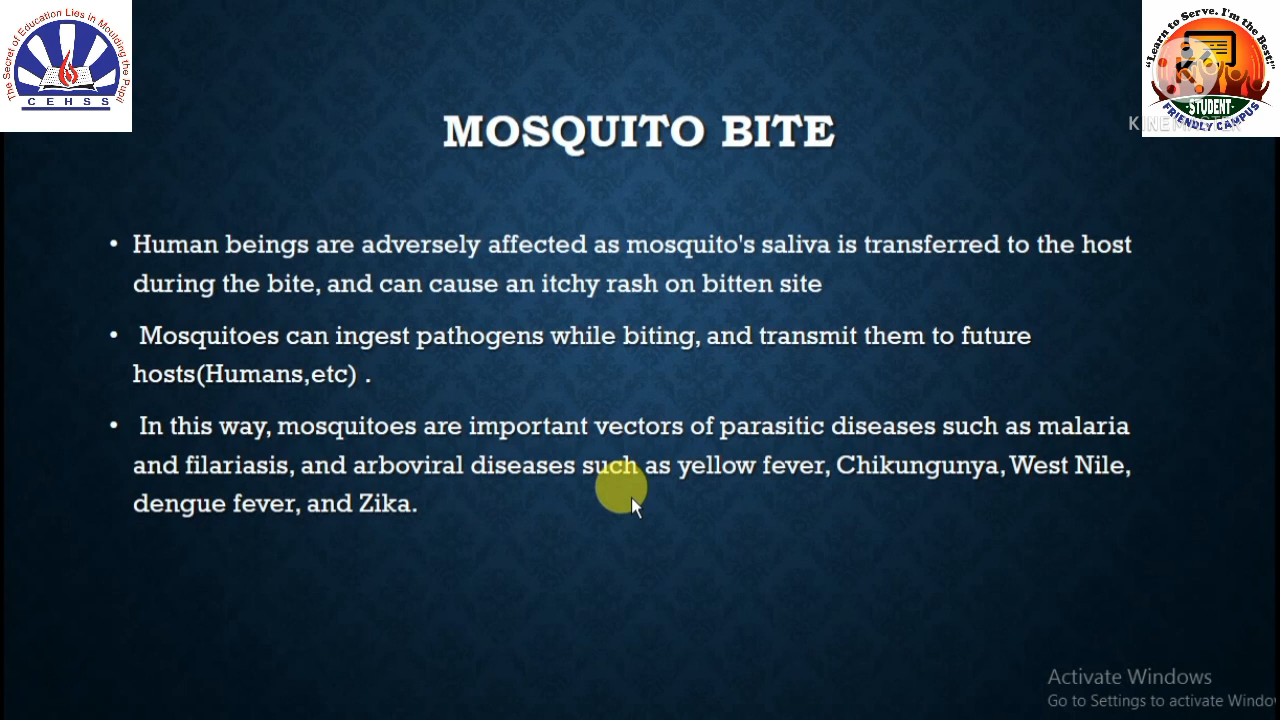 The Secret of Education Lies in Moulding the Pupil
C E H S S
"Learn to Serve. I'm the Best!"
·STUDENT·
FRIENDLY CAMPUS
KINEMASTER
MOSQUITO BITE
• Human beings are adversely affected as mosquito's saliva is transferred to the host
during the bite, and can cause an itchy rash on bitten site
• Mosquitoes can ingest pathogens while biting, and transmit them to future
hosts(Humans,etc) .
• In this way, mosquitoes are important vectors of parasitic diseases such as malaria
and filariasis, and arboviral diseases such as yellow fever, Chikungunya, West Nile,
dengue fever, and Zika.
Activate Windows
Go to Settings to activate Windo